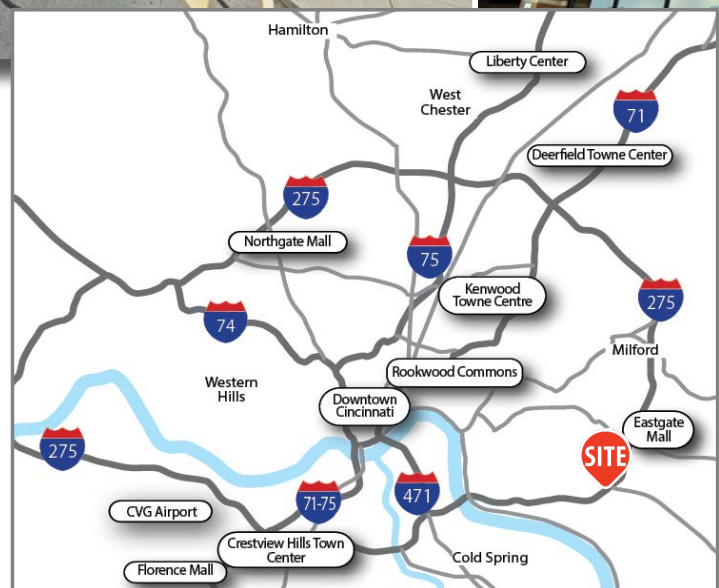 Hamilton
Liberty Center
West
Chester
71
Deerfield Towne Center
275
Northgate Mall
75
Kenwood
Towne Centre
275
74
Milford
Rookwood Commons
Western
Hills
Downtown
Cincinnati
Eastgate
Mall
275
SITE
71-75
471
CVG Airport
Crestview Hills Town
Center
Cold Spring
Florence Mall